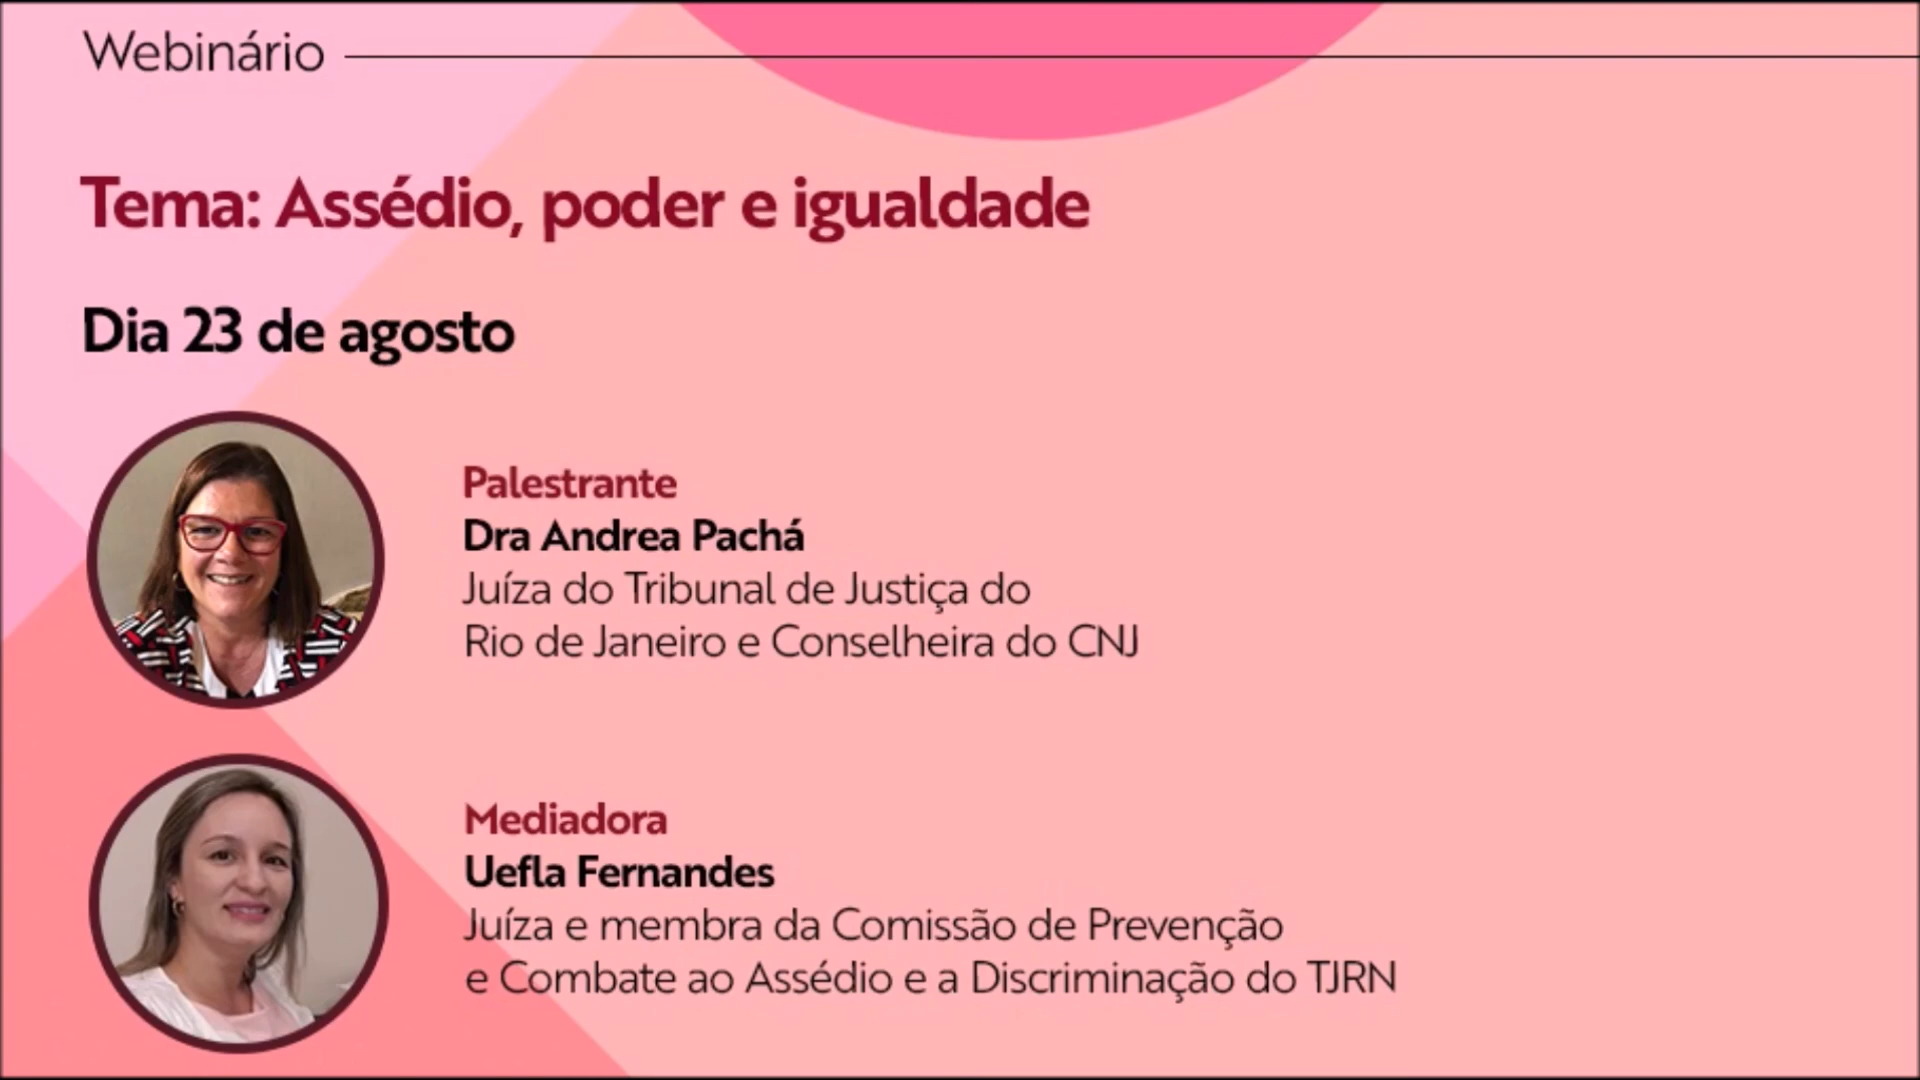 Webinário
Tema: Assédio, poder e igualdade
Dia 23 de agosto
Palestrante
Dra Andrea Pachá
Juíza do Tribunal de Justiça do
Rio de Janeiro e Conselheira do CNJ
Mediadora
Uefla Fernandes
Juíza e membra da Comissão de Prevenção
e Combate ao Assédio e a Discriminação do TJRN